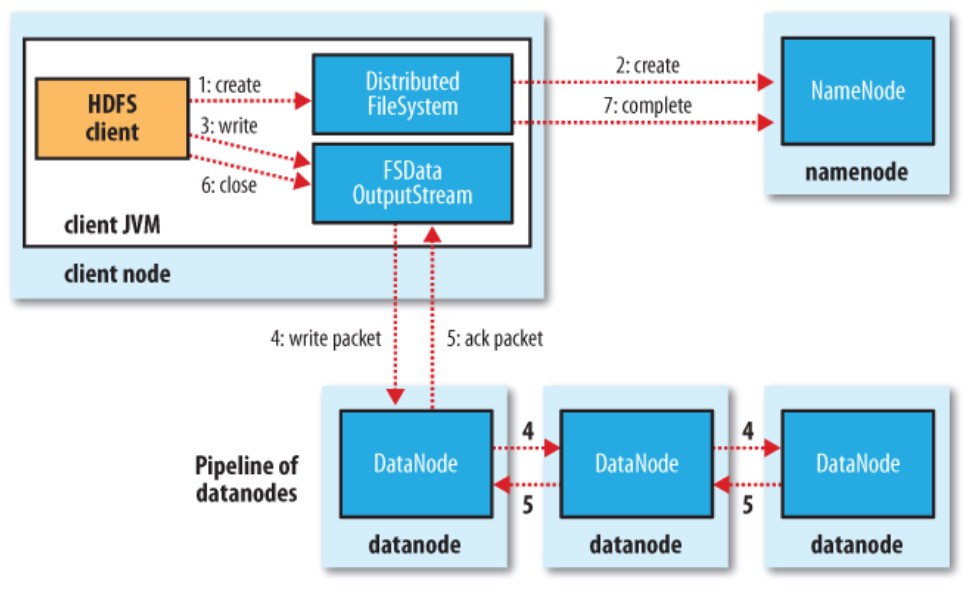 HDFS
client
1: create
3: write
6: close
Distributed
FileSystem
FSData
OutputStream
client JVM
client node
2: create
7: complete
NameNode
namenode
4: write packet
5: ack packet
Pipeline of
datanodes
DataNode
datanode
4
5
DataNode
datanode
4
5
DataNode
datanode